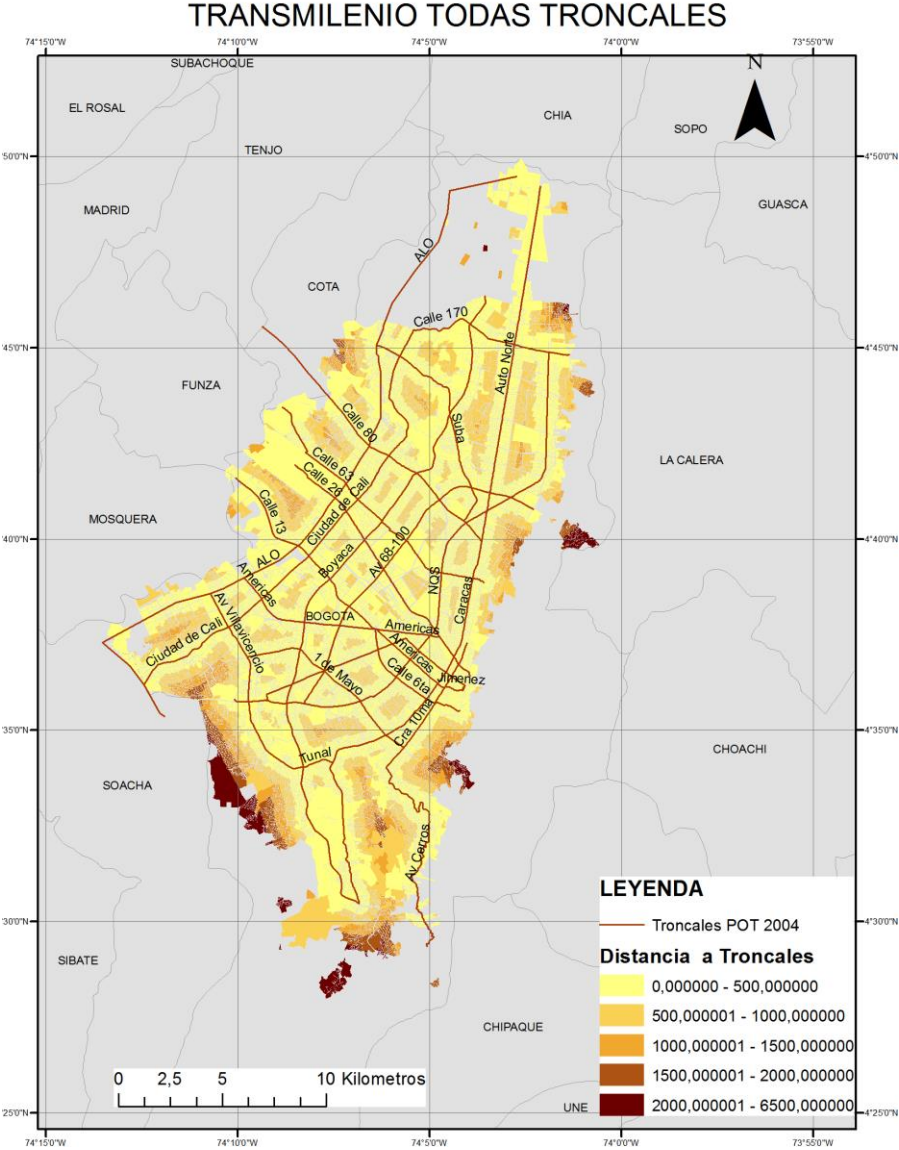 TRANSMILENIO TODAS TRONCALES
74°15'0"W 74°10'0"W 74°5'0"W 74°0'0"W 73°55'0"W
SUBACHOQUE
N
EL ROSAL
CHIA
SOPO
TENJO
'50'0"N 4°50'0"N
MADRID
GUASCA
ALO
COTA
Calle 170
'45'0"N 4°45'0"N
Auto Norte
FUNZA
Calle 80
Suba
Calle 63
LA CALERA
Calle 26
Ciudad de Cali
Calle 13
MOSQUERA
'40'0"N 4°40'0"N
Av 68-100
ALO
Boyaca
Americas
NQS
Caracas
Av Villavicencio
BOGOTA
Americas
Ciudad de Cali
Americas
1 de Mayo
Calle 6ta
Jimenez
'35'0"N 4°35'0"N
Cra 10ma
Tunal
CHOACHI
SOACHA
Av Cerros
LEYENDA
'30'0"N 4°30'0"N
Troncales POT 2004
SIBATE
Distancia a Troncales
0,000000 - 500,000000
500,000001 - 1000,000000
CHIPAQUE
1000,000001 - 1500,000000
1500,000001 - 2000,000000
2000,000001 - 6500,000000
0 2,5 5 10 Kilometros
UNE
'25'0"N 4°25'0"N
74°15'0"W 74°10'0"W 74°5'0"W 74°0'0"W 73°55'0"W